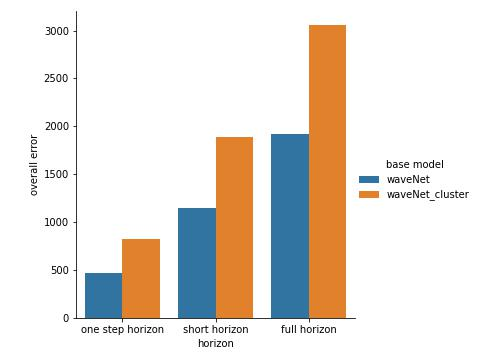 3000
2500
2000
1500
1000
500
0
overall error
one step horizon
short horizon
full horizon
horizon
base model
waveNet
waveNet_cluster